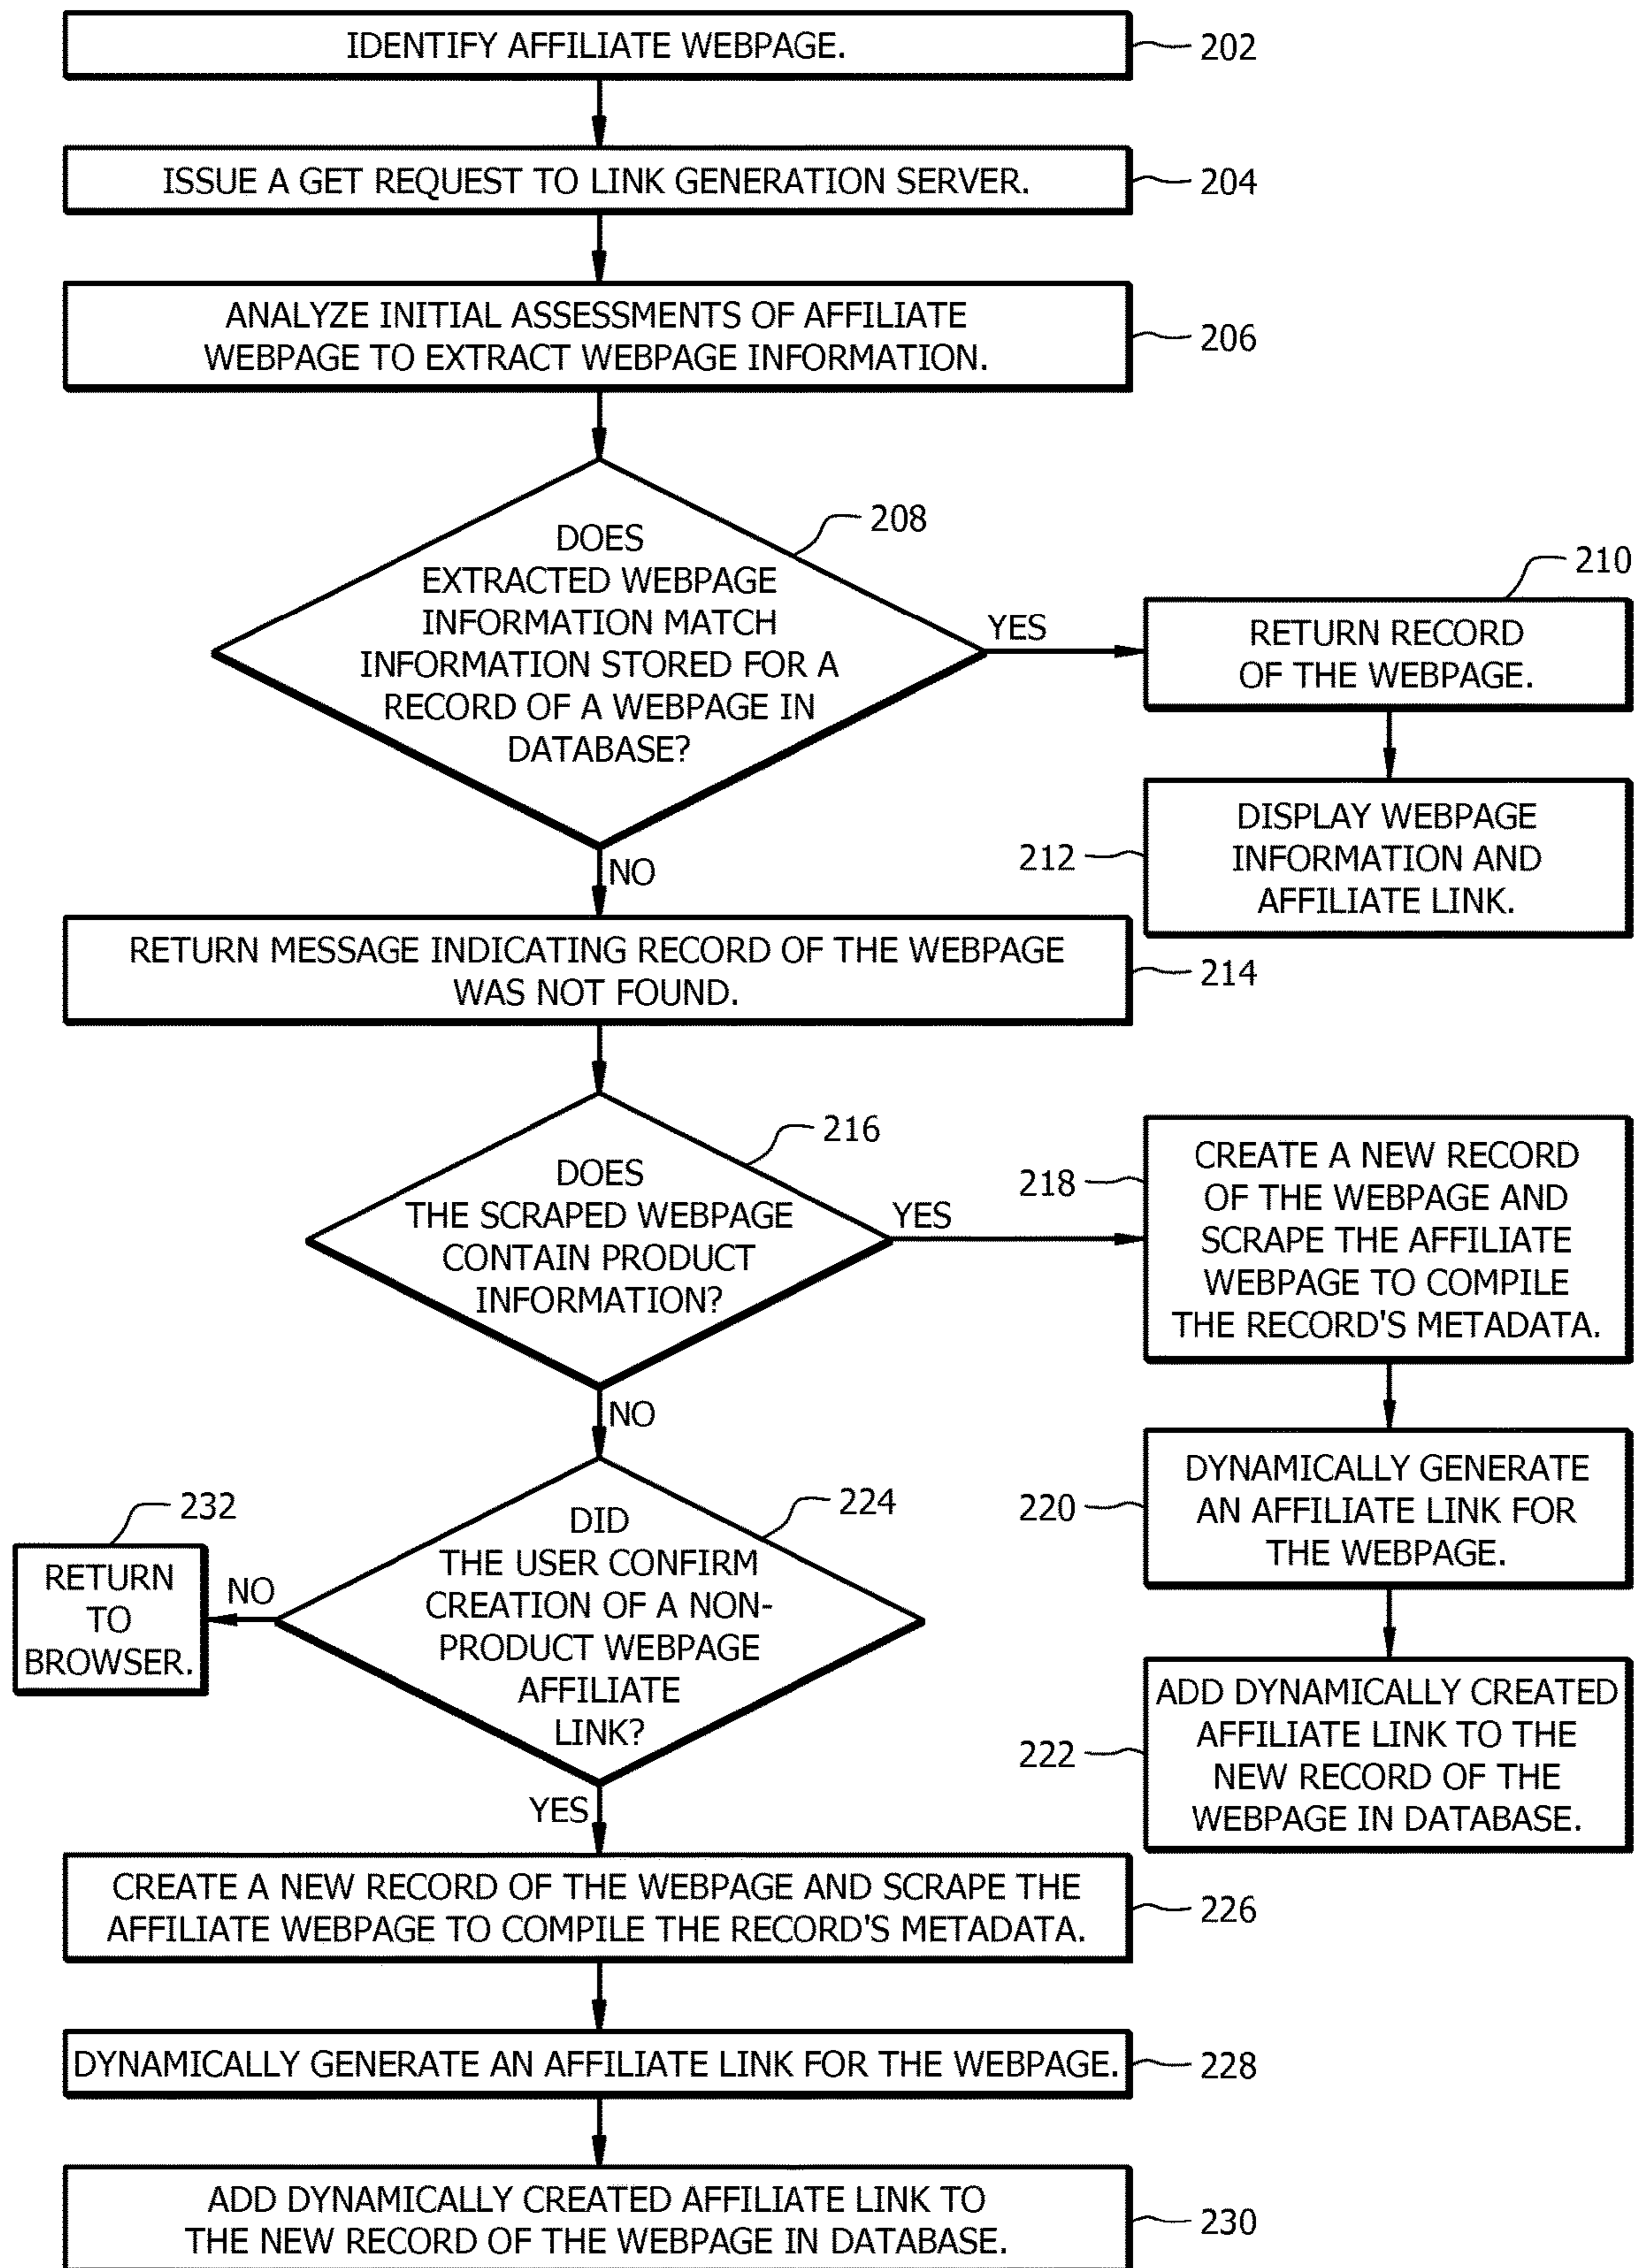 IDENTIFY AFFILIATE WEBPAGE.
202
ISSUE A GET REQUEST TO LINK GENERATION SERVER.
204
ANALYZE INITIAL ASSESSMENTS OF AFFILIATE
WEBPAGE TO EXTRACT WEBPAGE INFORMATION.
206
208
DOES
EXTRACTED WEBPAGE
INFORMATION MATCH
INFORMATION STORED FOR A
RECORD OF A WEBPAGE IN
DATABASE?
YES
210
RETURN RECORD
OF THE WEBPAGE.
212
DISPLAY WEBPAGE
INFORMATION AND
AFFILIATE LINK.
NO
RETURN MESSAGE INDICATING RECORD OF THE WEBPAGE
WAS NOT FOUND.
214
216
DOES
THE SCRAPED WEBPAGE
CONTAIN PRODUCT
INFORMATION?
YES
218
CREATE A NEW RECORD
OF THE WEBPAGE AND
SCRAPE THE AFFILIATE
WEBPAGE TO COMPILE
THE RECORD'S METADATA.
220
DYNAMICALLY GENERATE
AN AFFILIATE LINK FOR
THE WEBPAGE.
222
ADD DYNAMICALLY CREATED
AFFILIATE LINK TO THE
NEW RECORD OF THE
WEBPAGE IN DATABASE.
NO
224
DID
THE USER CONFIRM
CREATION OF A NON-
PRODUCT WEBPAGE
AFFILIATE
LINK?
NO
232
RETURN
TO
BROWSER.
YES
CREATE A NEW RECORD OF THE WEBPAGE AND SCRAPE THE
AFFILIATE WEBPAGE TO COMPILE THE RECORD'S METADATA.
226
DYNAMICALLY GENERATE AN AFFILIATE LINK FOR THE WEBPAGE.
228
ADD DYNAMICALLY CREATED AFFILIATE LINK TO
THE NEW RECORD OF THE WEBPAGE IN DATABASE.
230